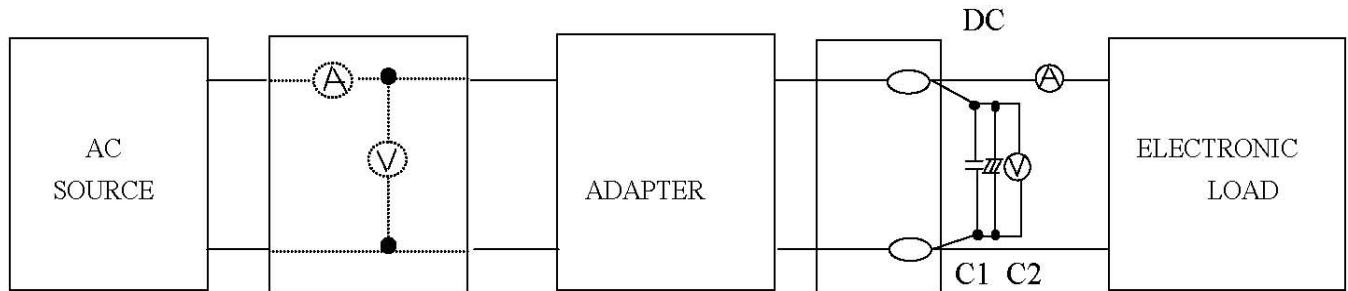 DC
A
A
V
V
AC
SOURCE
ADAPTER
ELECTRONIC
LOAD
C1 C2